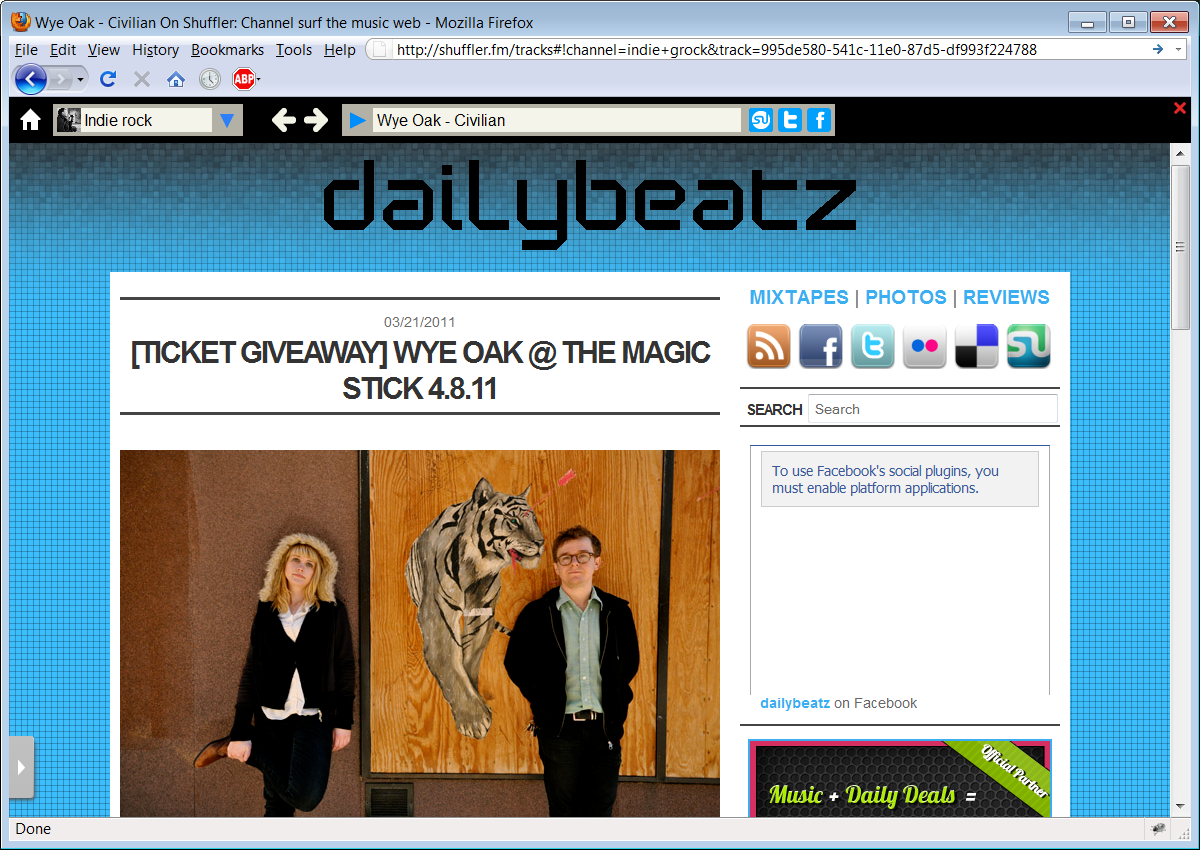 Wye Oak - Civilian On Shuffler: Channel surf the music web - Mozilla Firefox
File Edit View History Bookmarks Tools Help
http://shuffler.fm/tracks#!channel=indie+grock&track=995de580-541c-11e0-87d5-df993f224788
ABP
Indie rock
Wye Oak - Civilian
dailybeatz
03/21/2011
[TICKET GIVEAWAY] WYE OAK @ THE MAGIC
STICK 4.8.11
MIXTAPES | PHOTOS | REVIEWS
SEARCH Search
To use Facebook's social plugins, you
must enable platform applications.
dailybeatz on Facebook
Official Partner
Music + Daily Deals =
Done